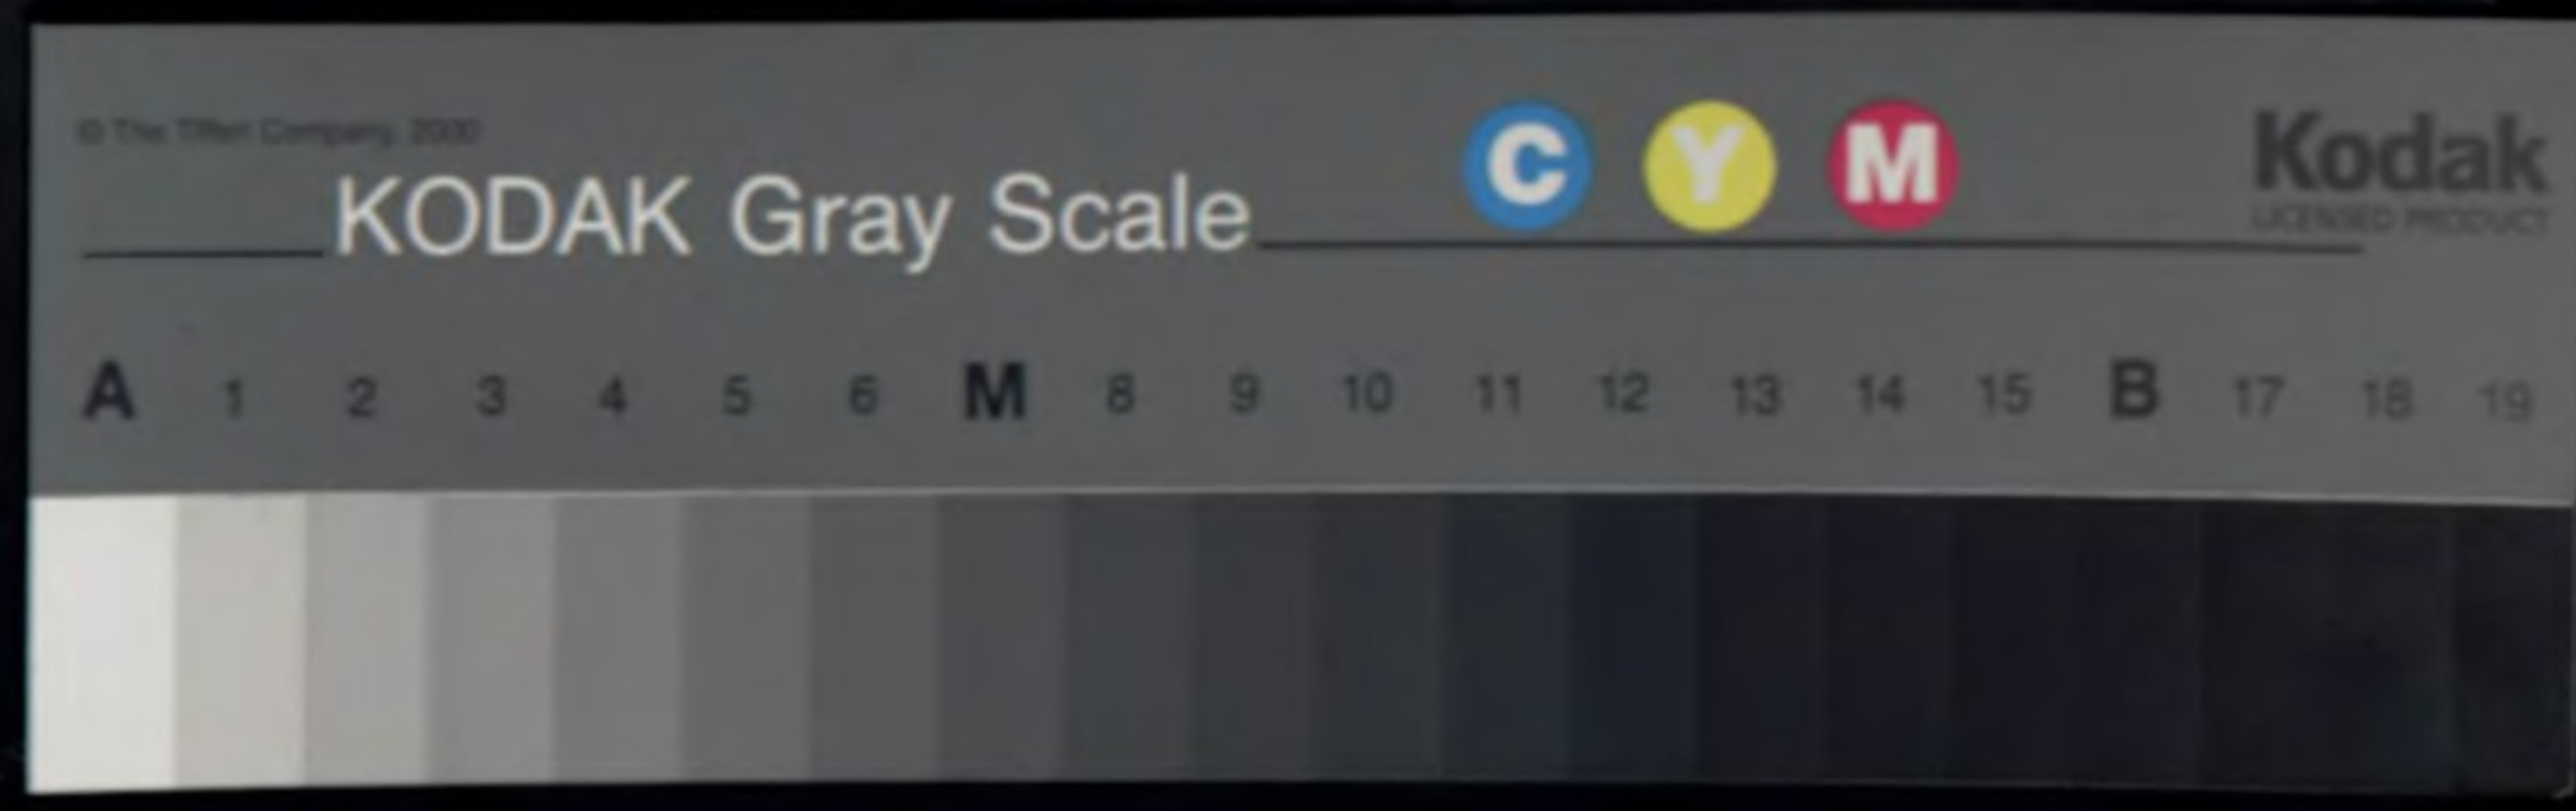 © The Tiffen Company, 2000
KODAK Gray Scale
C Y M
Kodak
LICENSED PRODUCT
A 1 2 3 4 5 6 M 8 9 10 11 12 13 14 15 B 17 18 19